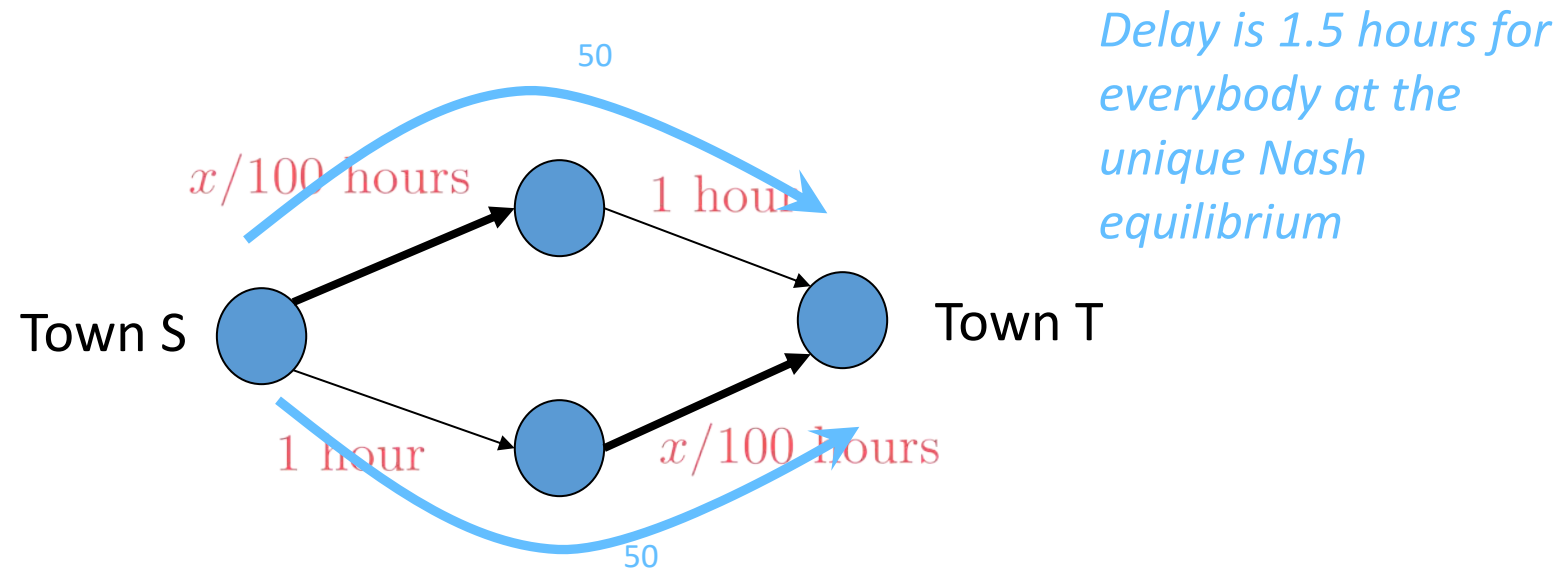 Delay is 1.5 hours for
everybody at the
unique Nash
equilibrium
50
x/100 hours
1 hour
Town S
Town T
1 hour
x/100 hours
50